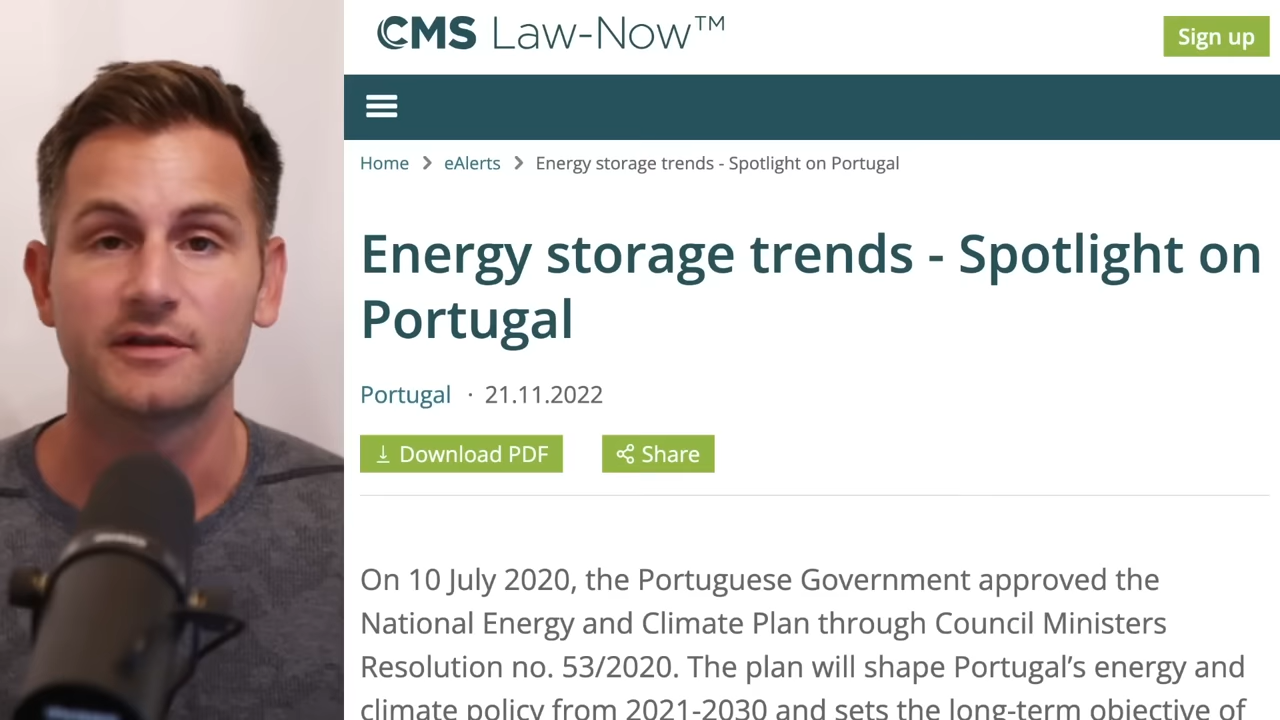 CMS Law-Now™
Sign up
Home > eAlerts > Energy storage trends - Spotlight on Portugal
Energy storage trends - Spotlight on
Portugal
Portugal · 21.11.2022
Download PDF
Share
On 10 July 2020, the Portuguese Government approved the
National Energy and Climate Plan through Council Ministers
Resolution no. 53/2020. The plan will shape Portugal’s energy and
climate policy from 2021-2030 and sets the long-term objective of